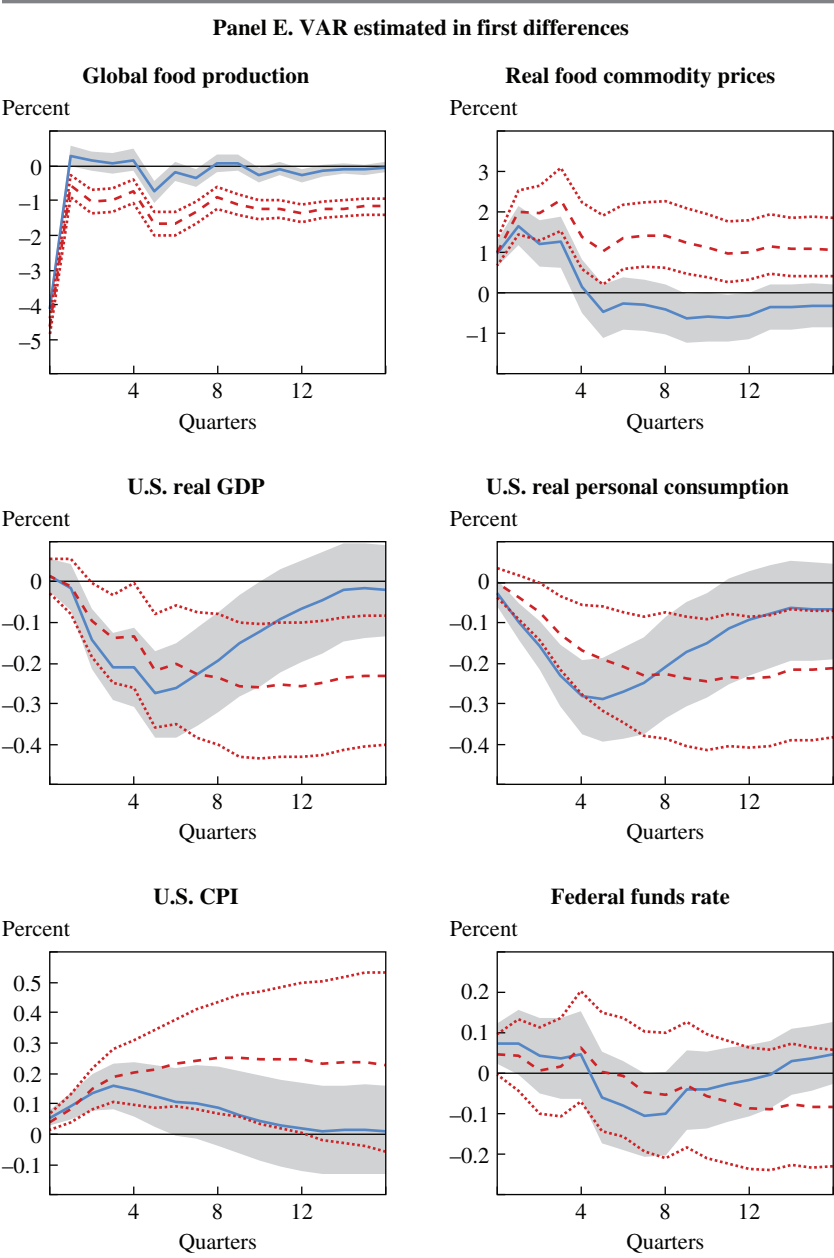 Panel E. VAR estimated in first differences
Global food production
Percent
0
–1
–2
–3
–4
–5
4 8 12
Quarters
Real food commodity prices
Percent
3
2
1
0
–1
4 8 12
Quarters
U.S. real GDP
Percent
0
–0.1
–0.2
–0.3
–0.4
4 8 12
Quarters
U.S. real personal consumption
Percent
0
–0.1
–0.2
–0.3
–0.4
4 8 12
Quarters
U.S. CPI
Percent
0.5
0.4
0.3
0.2
0.1
0
–0.1
4 8 12
Quarters
Federal funds rate
Percent
0.2
0.1
0
–0.1
–0.2
4 8 12
Quarters